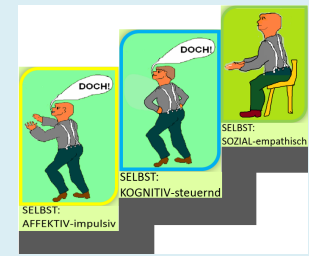 DOCH!
SELBST:
AFFEKTIV-impulsiv
DOCH!
SELBST:
KOGNITIV-steuernd
SELBST:
SOZIAL-empathisch